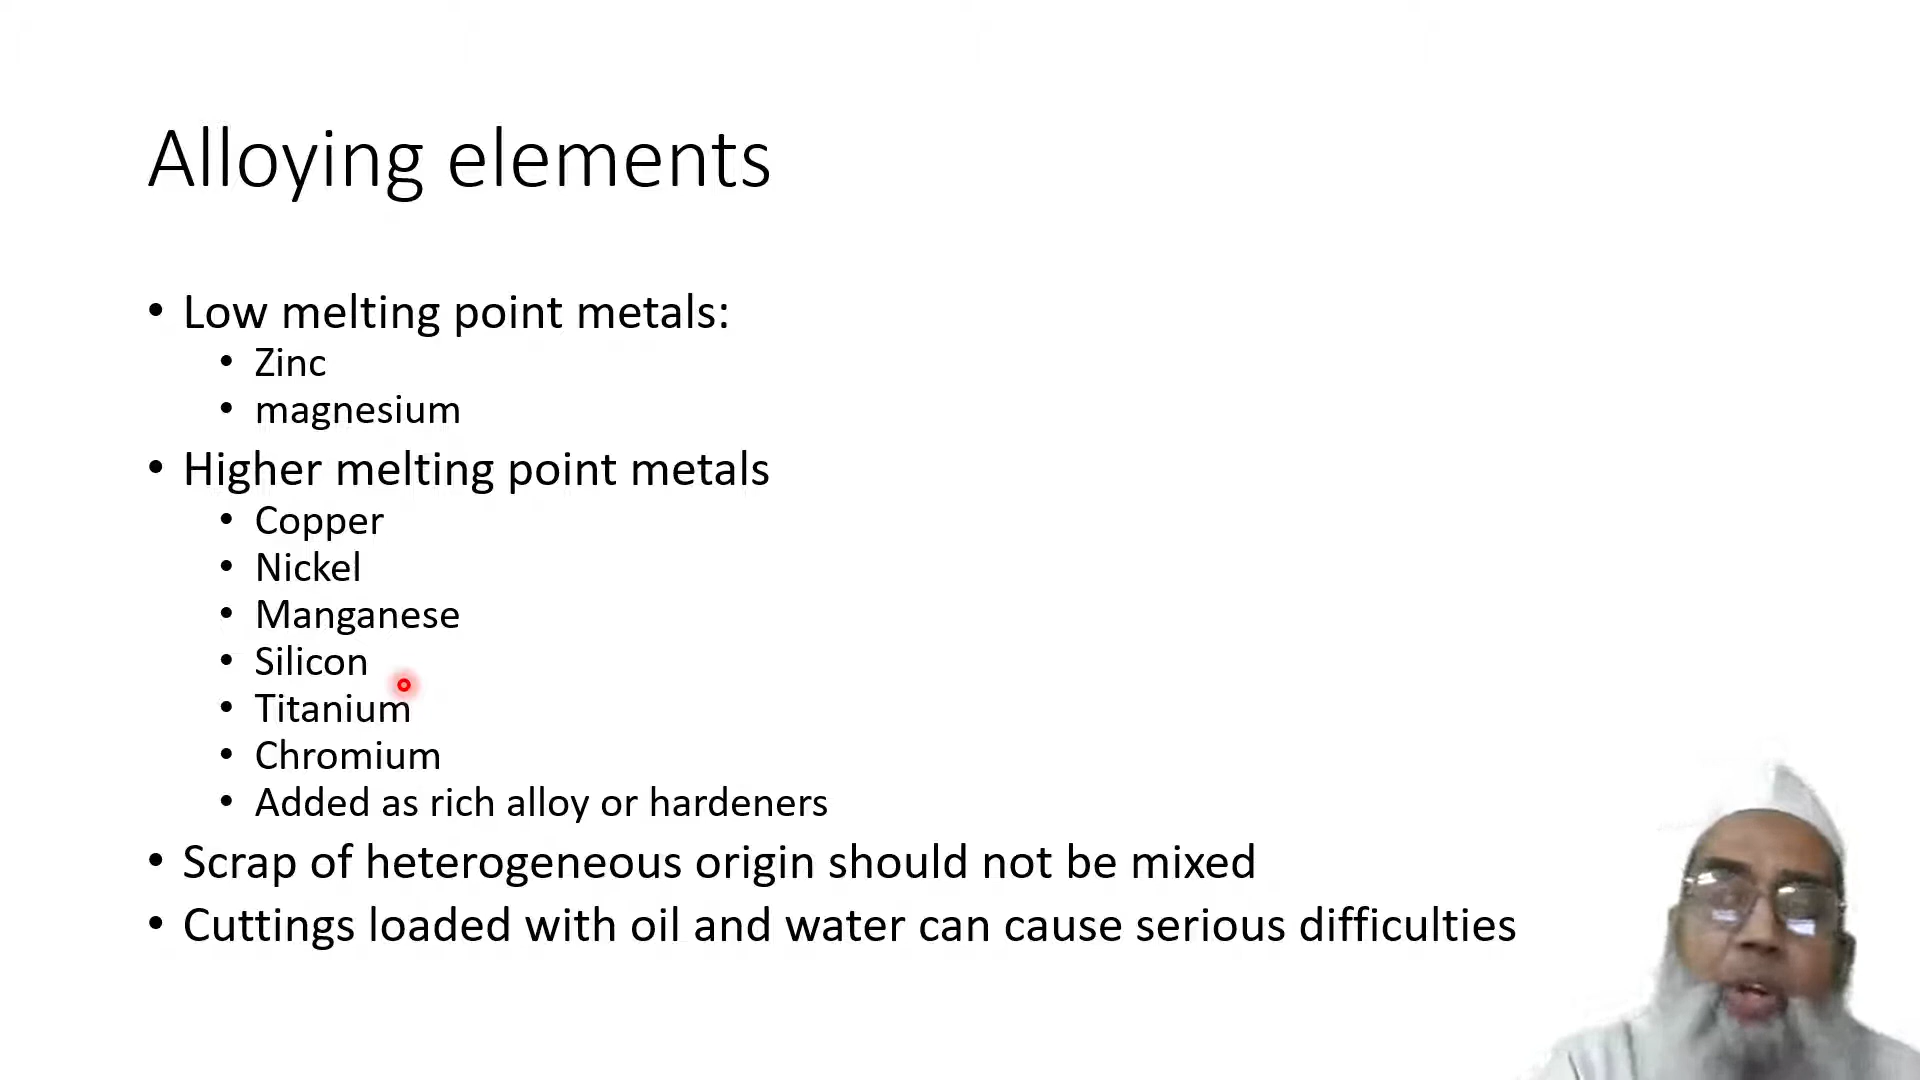 Alloying elements
• Low melting point metals:
• Zinc
• magnesium
• Higher melting point metals
• Copper
• Nickel
• Manganese
• Silicon
• Titanium
• Chromium
• Added as rich alloy or hardeners
• Scrap of heterogeneous origin should not be mixed
• Cuttings loaded with oil and water can cause serious difficulties